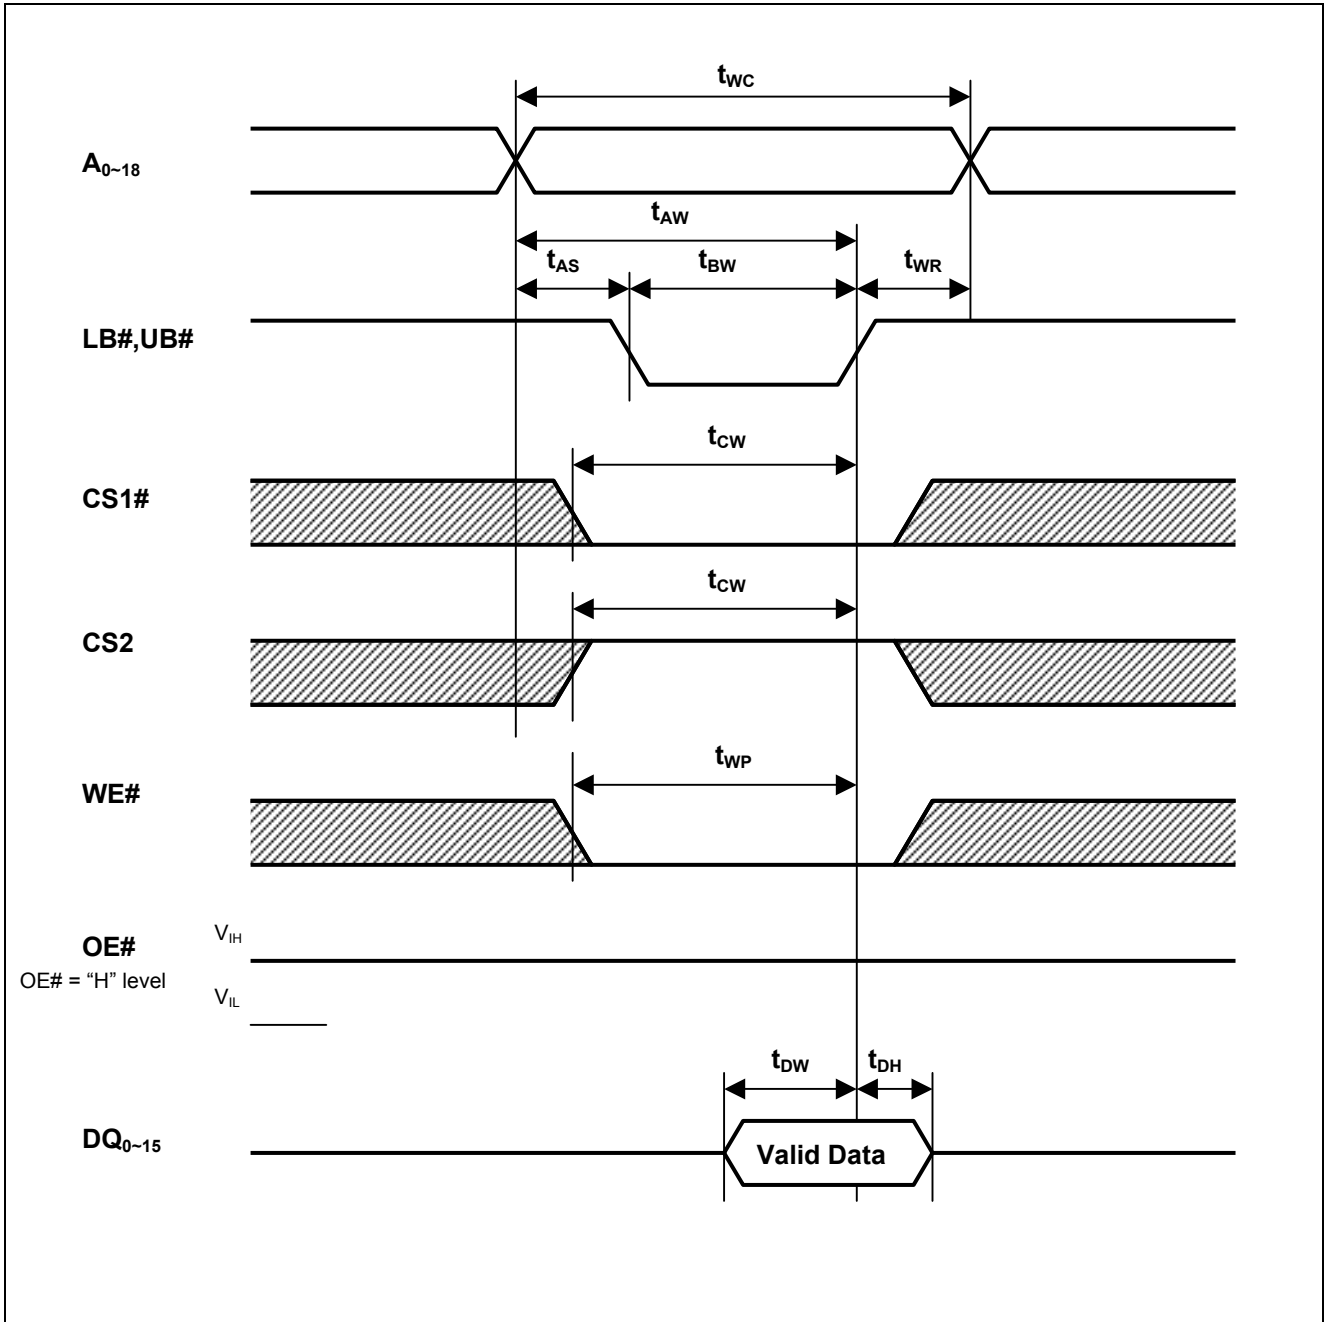 tWC
A0~18
tAW
tAS tBW tWR
LB#,UB#
tCW
CS1#
tCW
CS2
tWP
WE#
VIH
OE#
OE# = “H” level
VIL
tDW tDH
DQ0~15
Valid Data